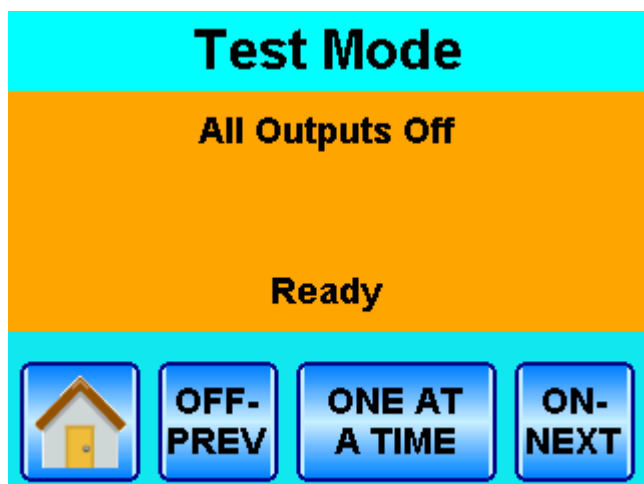 Test Mode
All Outputs Off
Ready
OFF-
PREV
ONE AT
A TIME
ON-
NEXT